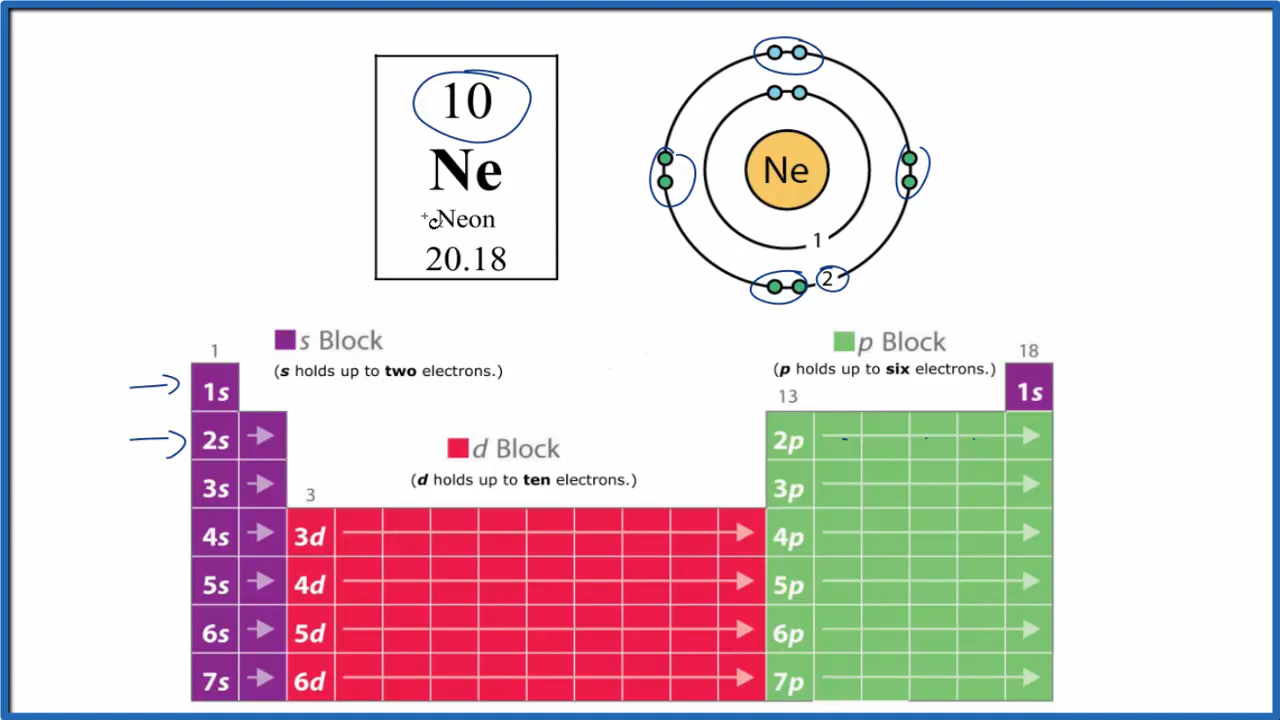 10
Ne
Neon
20.18
Ne
1
2
s Block
(s holds up to two electrons.)
p Block
(p holds up to six electrons.)
d Block
(d holds up to ten electrons.)
1
18
1s
1s
13
2s
2p
3s
3p
3
4s
3d
4p
5s
4d
5p
6s
5d
6p
7s
6d
7p